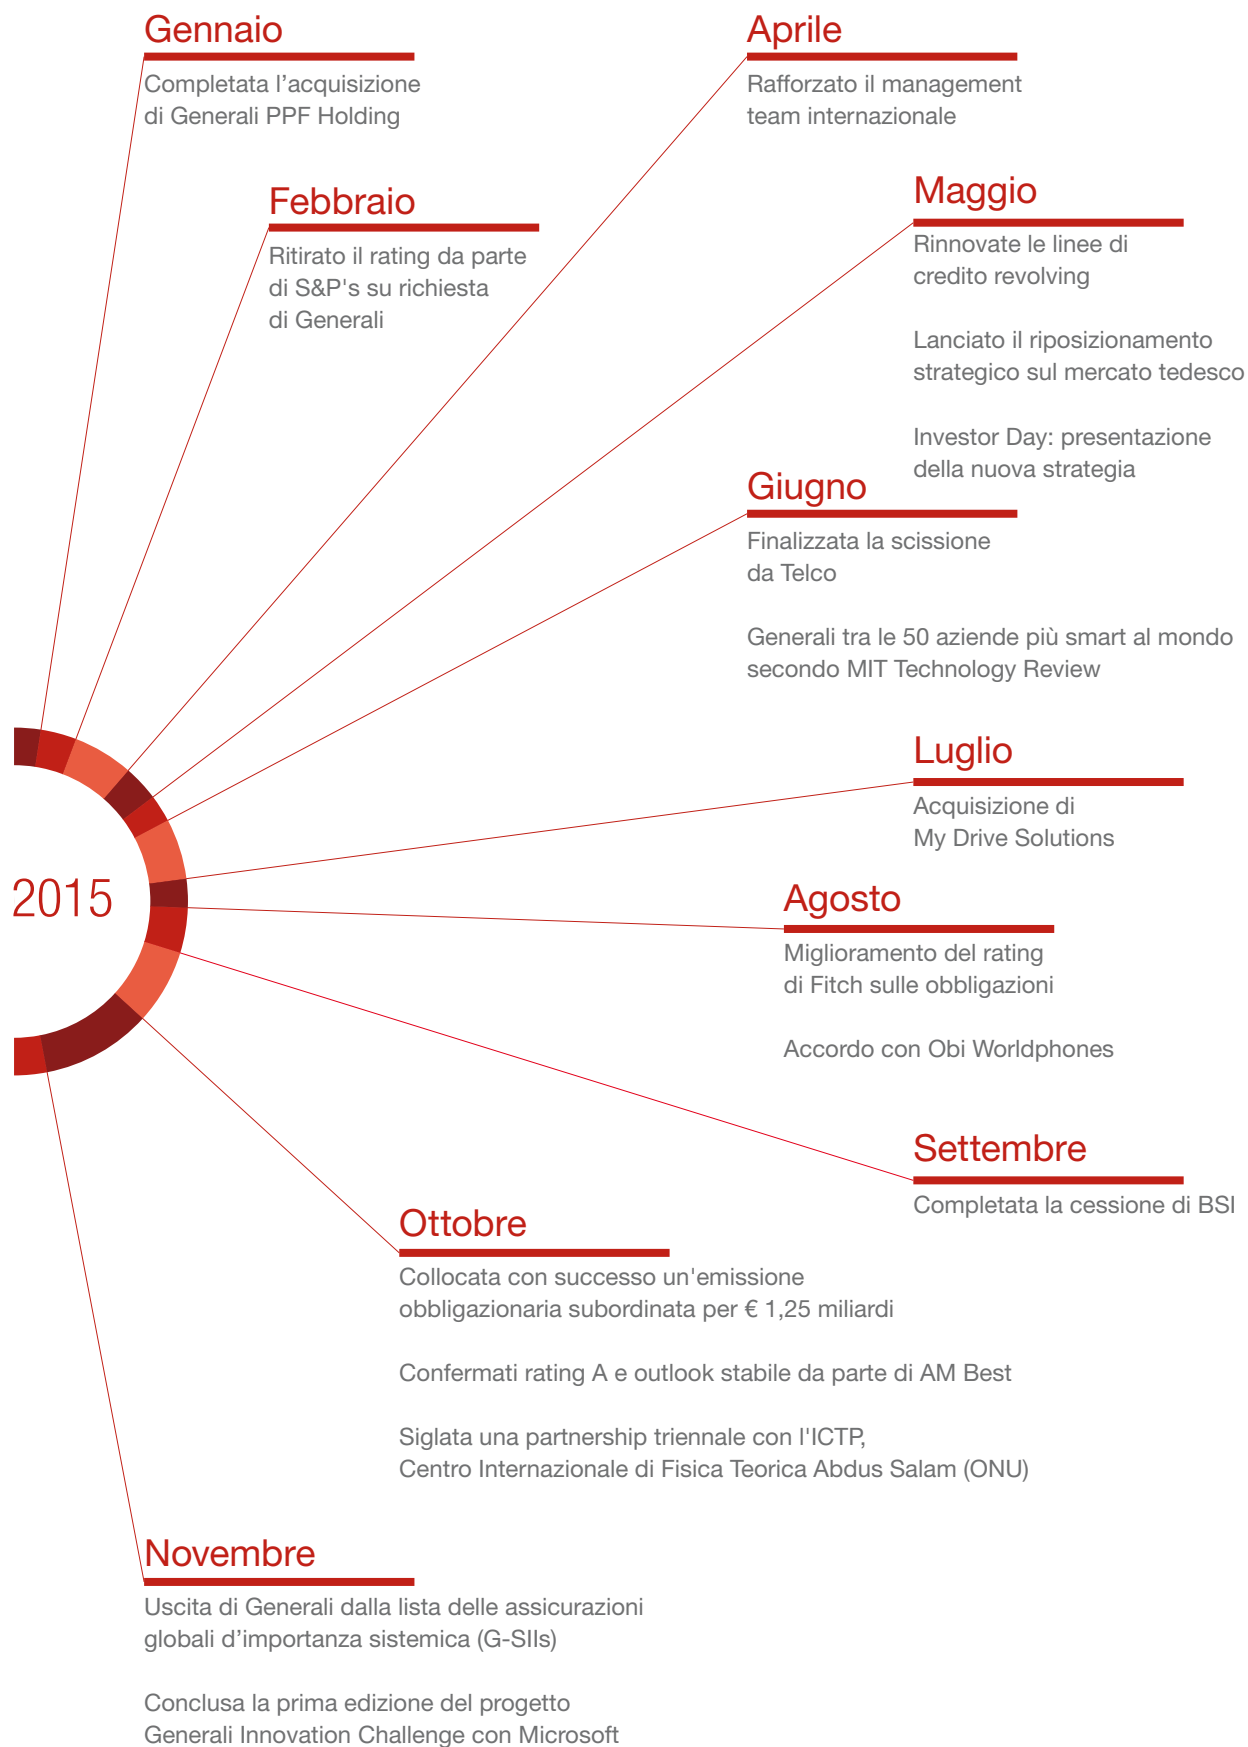 Gennaio
Completata l’acquisizione
di Generali PPF Holding
Febbraio
Ritirato il rating da parte
di S&P's su richiesta
di Generali
Aprile
Rafforzato il management
team internazionale
Maggio
Rinnovate le linee di
credito revolving
Lanciato il riposizionamento
strategico sul mercato tedesco
Investor Day: presentazione
della nuova strategia
Giugno
Finalizzata la scissione
da Telco
Generali tra le 50 aziende più smart al mondo
secondo MIT Technology Review
Luglio
Acquisizione di
My Drive Solutions
2015
Agosto
Miglioramento del rating
di Fitch sulle obbligazioni
Accordo con Obi Worldphones
Settembre
Completata la cessione di BSI
Ottobre
Collocata con successo un'emissione
obbligazionaria subordinata per € 1,25 miliardi
Confermati rating A e outlook stabile da parte di AM Best
Siglata una partnership triennale con l'ICTP,
Centro Internazionale di Fisica Teorica Abdus Salam (ONU)
Novembre
Uscita di Generali dalla lista delle assicurazioni
globali d’importanza sistemica (G-SIIs)
Conclusa la prima edizione del progetto
Generali Innovation Challenge con Microsoft